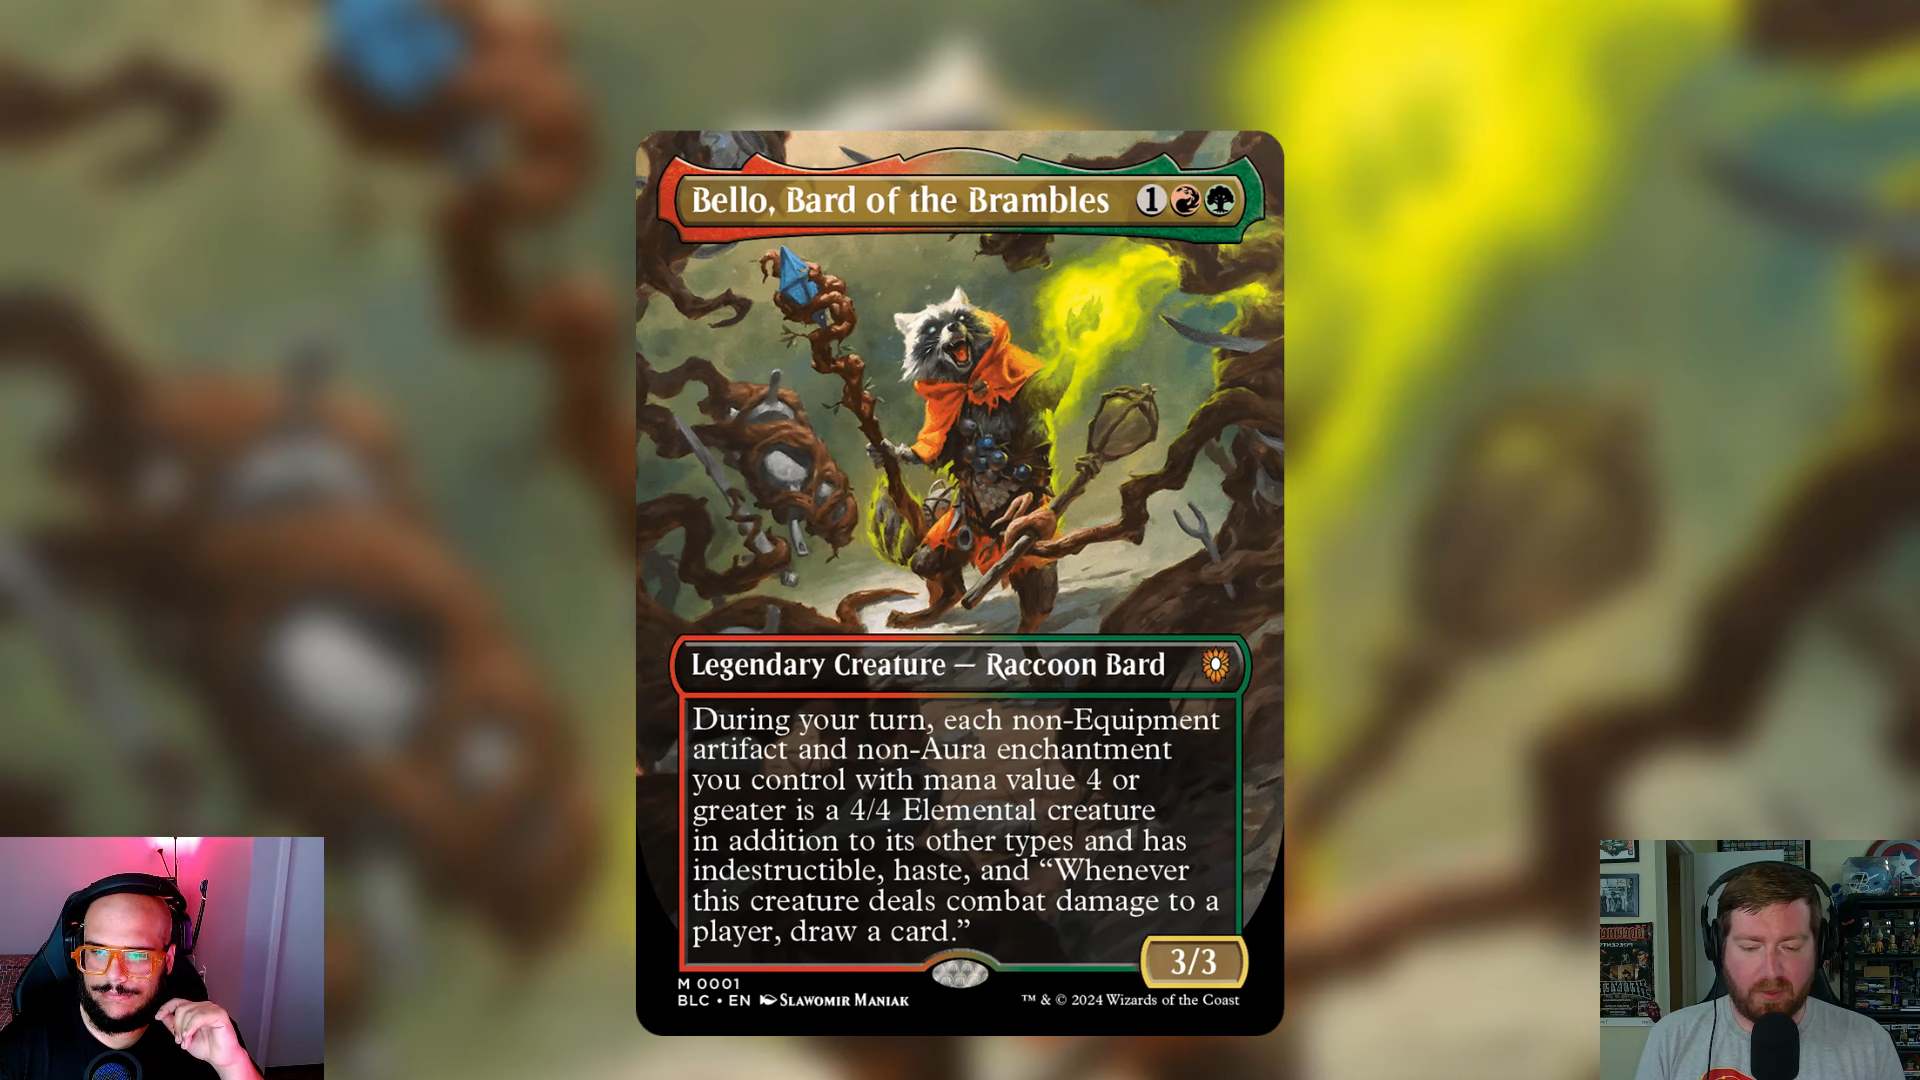 Bello, Bard of the Brambles 1
Legendary Creature — Raccoon Bard
During your turn, each non-Equipment
artifact and non-Aura enchantment
you control with mana value 4 or
greater is a 4/4 Elemental creature
in addition to its other types and has
indestructible, haste, and “Whenever
this creature deals combat damage to a
player, draw a card.”
3/3
M 0001
BLC • EN SLAWOMIR MANIAK
™ & © 2024 Wizards of the Coast